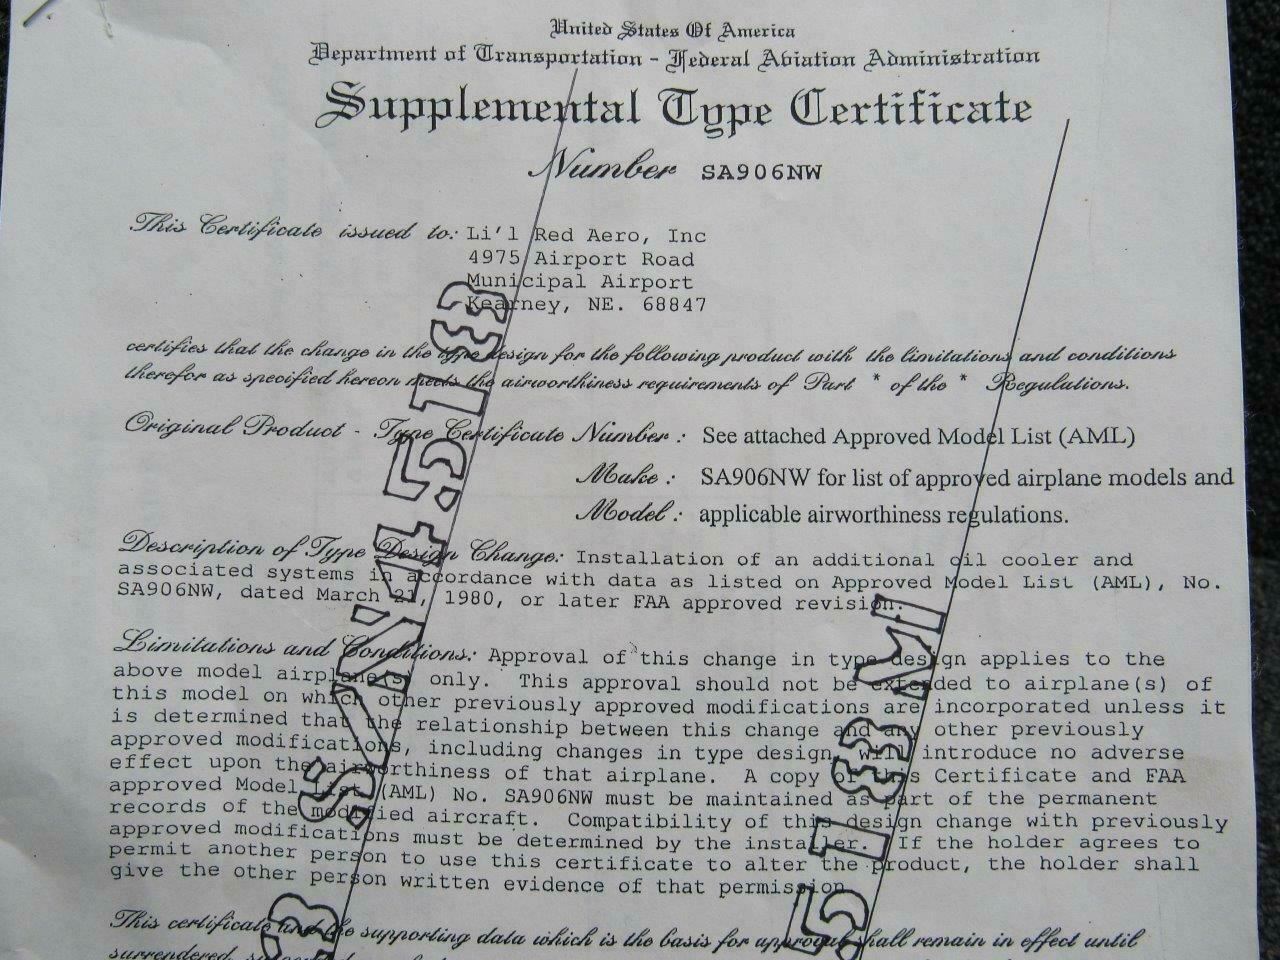 United States Of America
Department of Transportation - Federal Aviation Administration
Supplemental Type Certificate
Number SA906NW
This Certificate issued to: Li'l Red Aero, Inc
4975 Airport Road
Municipal Airport
Kearney, NE. 68847
certifies that the change in the type design for the following product with the limitations and conditions
therefor as specified hereon meets the airworthiness requirements of Part * of the * Regulations.
Original Product - Type Certificate Number : See attached Approved Model List (AML)
Make : SA906NW for list of approved airplane models and
Model : applicable airworthiness regulations.
Description of Type Design Change: Installation of an additional oil cooler and
associated systems in accordance with data as listed on Approved Model List (AML), No.
SA906NW, dated March 21, 1980, or later FAA approved revision.
Limitations and Conditions: Approval of this change in type design applies to the
above model airplane(s) only. This approval should not be extended to airplane(s) of
this model on which other previously approved modifications are incorporated unless it
is determined that the relationship between this change and any other previously
approved modifications, including changes in type design, will introduce no adverse
effect upon the airworthiness of that airplane. A copy of this Certificate and FAA
approved Model List (AML) No. SA906NW must be maintained as part of the permanent
records of the modified aircraft. Compatibility of this design change with previously
approved modifications must be determined by the installer. If the holder agrees to
permit another person to use this certificate to alter the product, the holder shall
give the other person written evidence of that permission.
This certificate and the supporting data which is the basis for approval shall remain in effect until
surrendered,